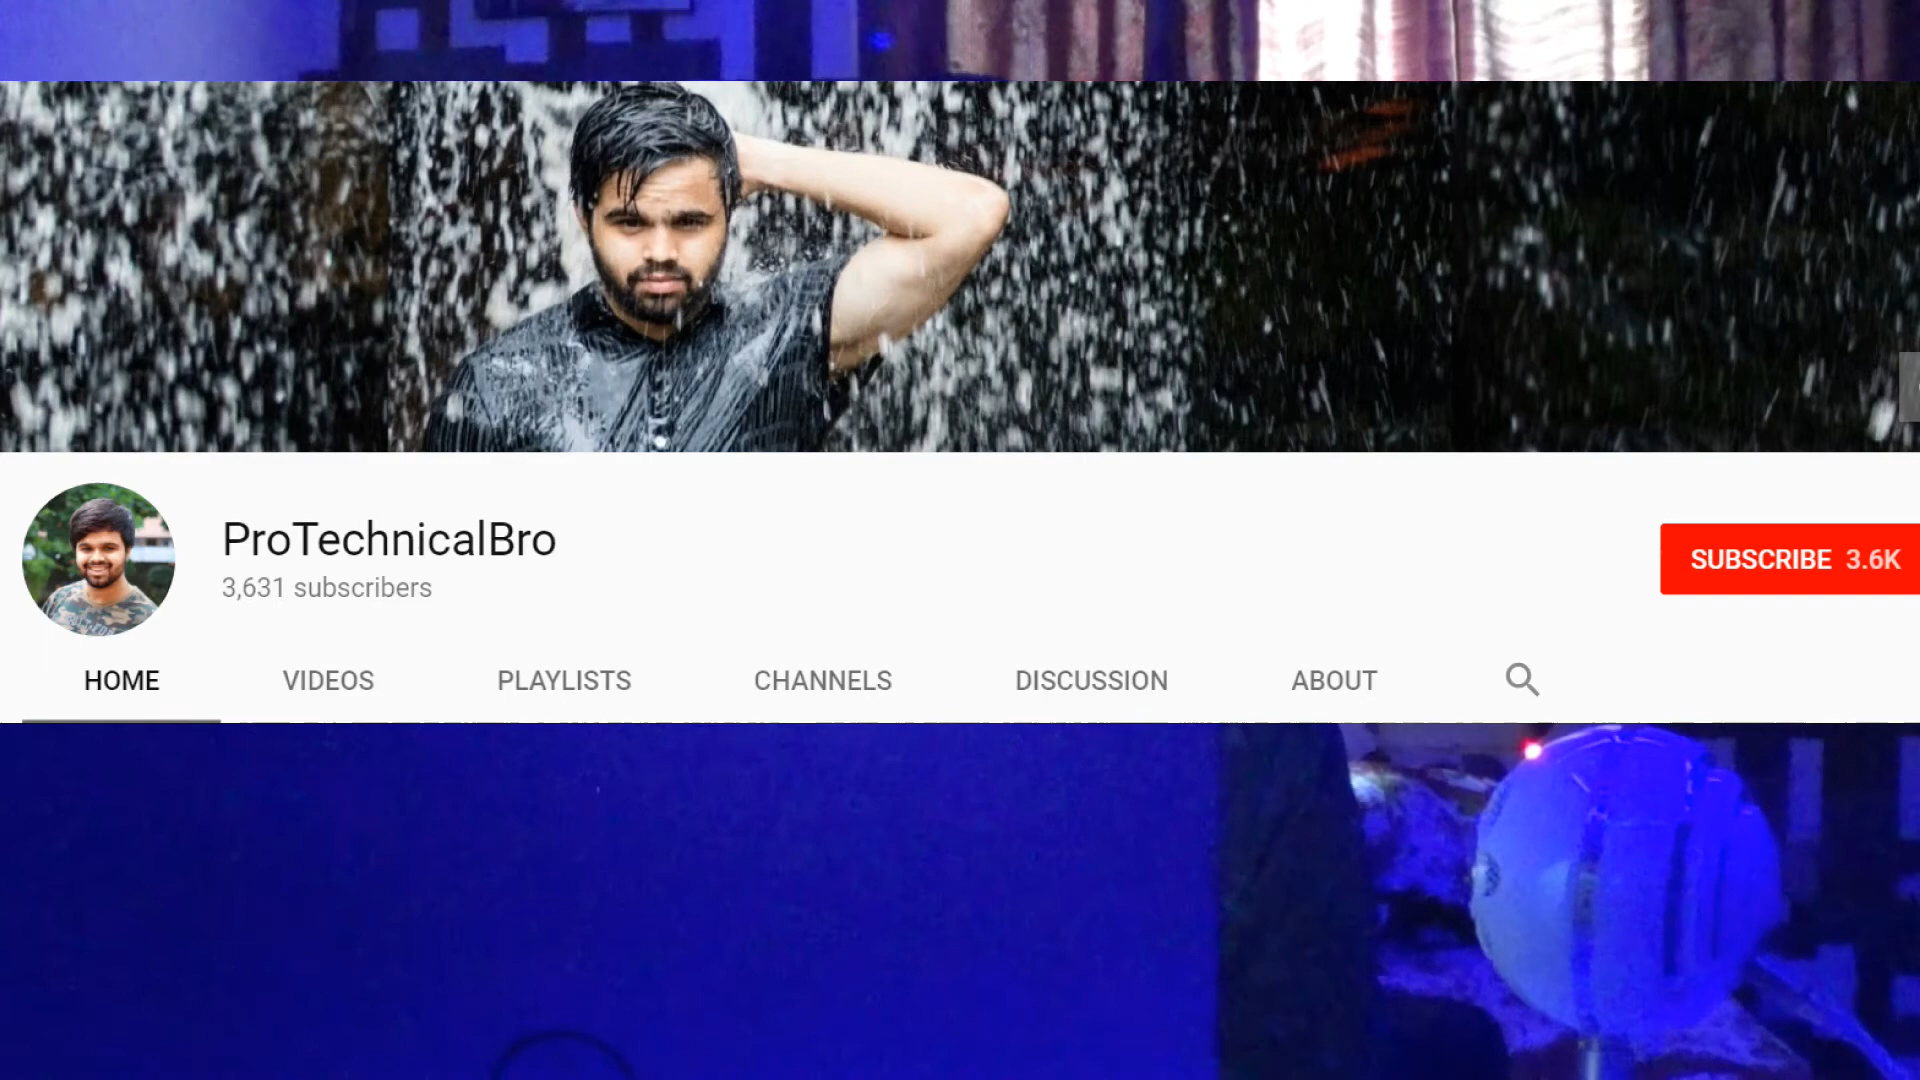 ProTechnicalBro
3,631 subscribers
SUBSCRIBE 3.6K
HOME VIDEOS PLAYLISTS CHANNELS DISCUSSION ABOUT